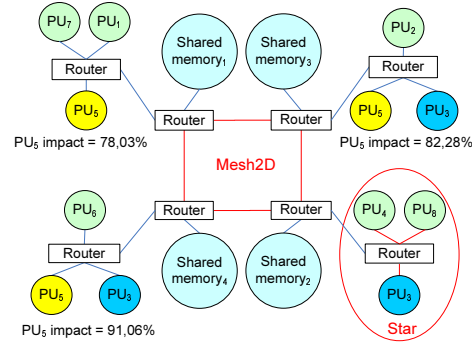 PU₇ PU₁
Router
PU₅
PU₅ impact = 78,03%
Shared
memory₁
Shared
memory₃
PU₂
Router
PU₅ PU₃
PU₅ impact = 82,28%
Router Router
Mesh2D
Router Router
PU₆
Router
PU₅ PU₃
PU₅ impact = 91,06%
Shared
memory₄
Shared
memory₂
PU₄ PU₈
Router
PU₃
Star